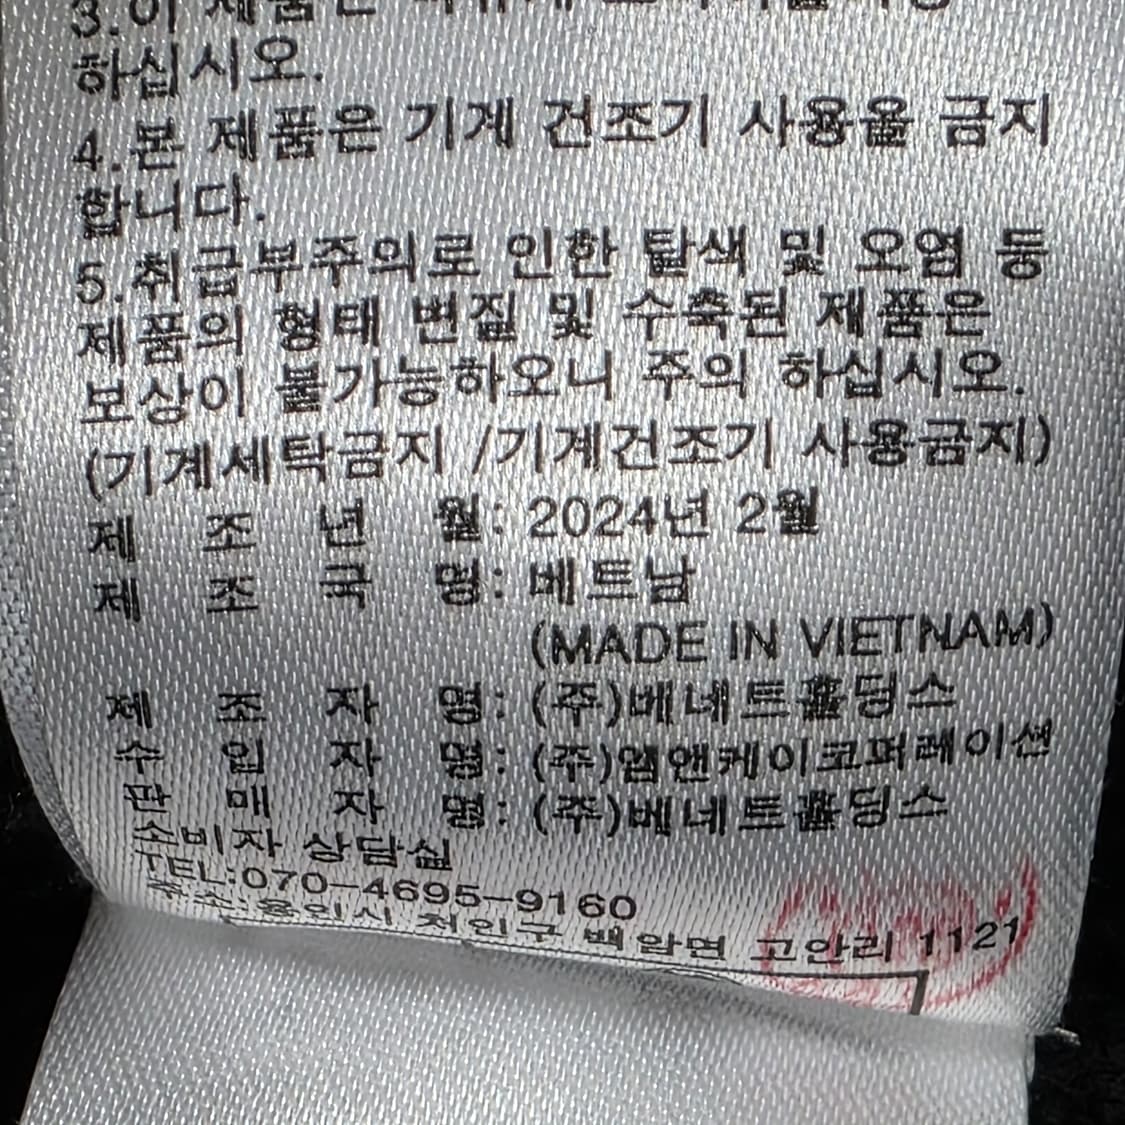 3.이 제품은
하십시오.
4.본 제품은 기계 건조기 사용을 금지
합니다.
5.취급부주의로 인한 탈색 및 오염 등
제품의 형태 변질 및 수축된 제품은
보상이 불가능하오니 주의 하십시오.
(기계세탁금지 /기계건조기 사용금지)
제 조 년 월: 2024년 2월
제 조 국 명: 베트남
(MADE IN VIETNAM)
제 조 자 명: (주)베네트홀딩스
수 입 자 명: (주)엠앤케이코퍼레이션
판 매 자 명: (주)베네트홀딩스
소비자 상담실
TEL:070-4695-9160
주소:용인시 처인구 백암면 고안리 1121